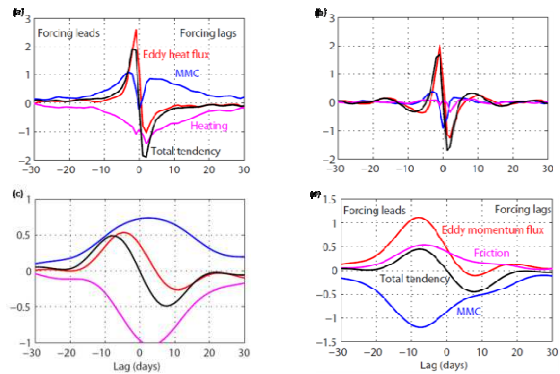 (a)
3
Forcing leads
Forcing lags
2
Eddy heat flux
1
MMC
0
−1
Heating
Total tendency
−2
−30 −20 −10 0 10 20 30
(b)
3
2
1
0
−1
−2
−30 −20 −10 0 10 20 30
(c)
1
0.5
0
−0.5
−1
−30 −20 −10 0 10 20 30
Lag (days)
1.5
Forcing leads
Forcing lags
1
Eddy momentum flux
0.5
Friction
0
Total tendency
−0.5
−1
MMC
−1.5
−30 −20 −10 0 10 20 30
Lag (days)